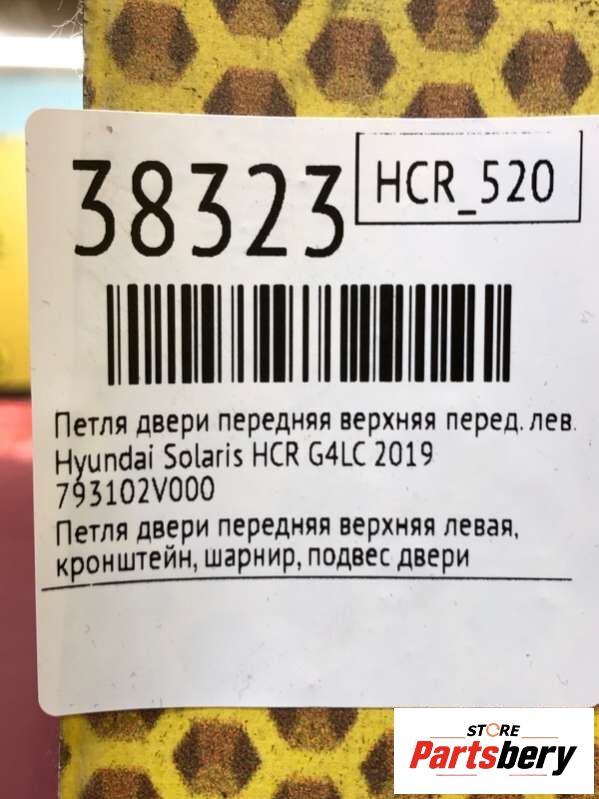 38323
HCR_520
Петля двери передняя верхняя перед. лев.
Hyundai Solaris HCR G4LC 2019
793102V000
Петля двери передняя верхняя левая,
кронштейн, шарнир, подвес двери
STORE
Partsbery